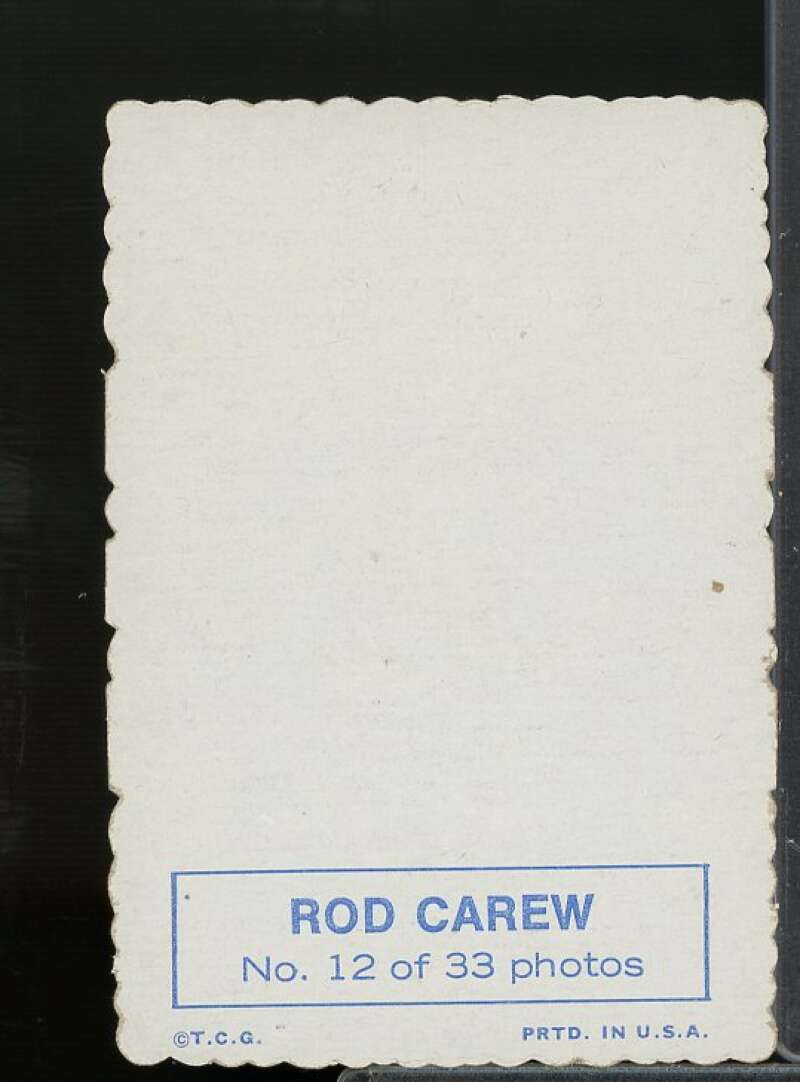 ROD CAREW
No. 12 of 33 photos
©T.C.G. PRTD. IN U.S.A.